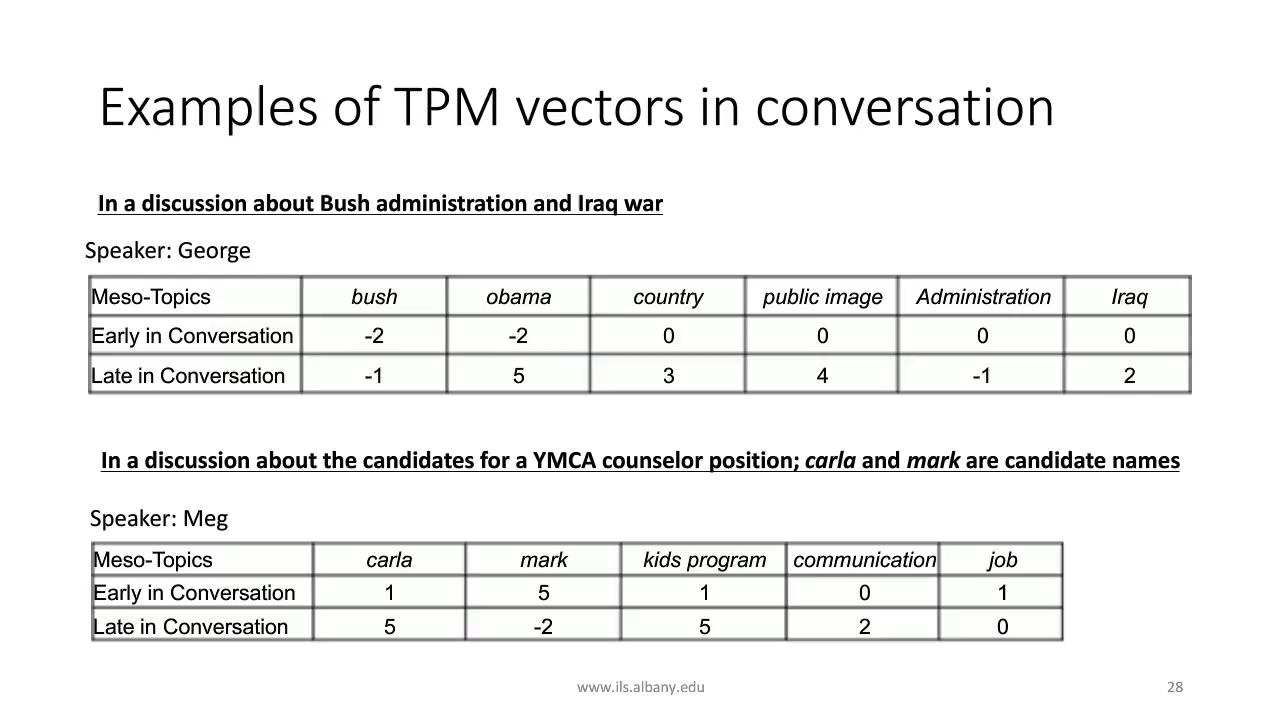 Examples of TPM vectors in conversation
In a discussion about Bush administration and Iraq war
Speaker: George
Meso-Topics bush obama country public image Administration Iraq
Early in Conversation -2 -2 0 0 0 0
Late in Conversation -1 5 3 4 -1 2
In a discussion about the candidates for a YMCA counselor position; carla and mark are candidate names
Speaker: Meg
Meso-Topics carla mark kids program communication job
Early in Conversation 1 5 1 0 1
Late in Conversation 5 -2 5 2 0
www.ils.albany.edu 28